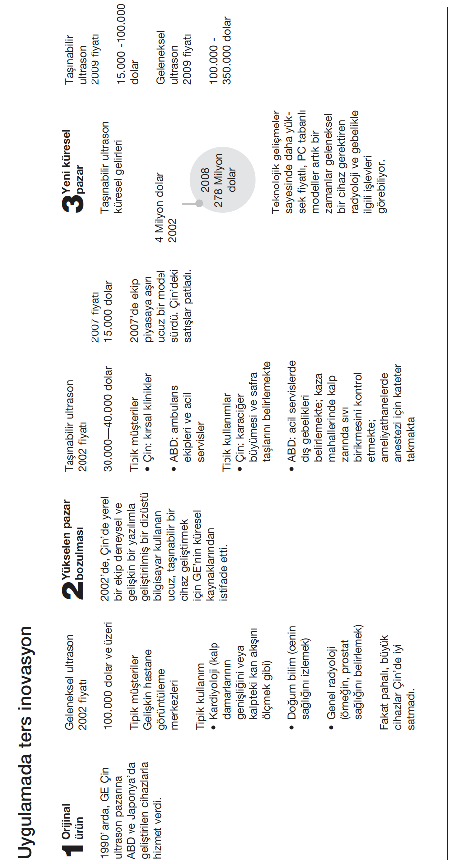 Uygulamada ters inovasyon
1 Orijinal
ürün
1990'arda, GE Çin
ultrason pazarına
ABD ve Japonya'da
geliştirilen cihazlarla
hizmet verdi.
Geleneksel ultrason
2002 fiyatı
100.000 dolar ve üzeri
Tipik müşteriler
Gelişkin hastane
görüntüleme
merkezleri
Tipik kullanım
• Kardiyoloji (kalp
damarlarının
genişliğini veya
kalpteki kan akışını
ölçmek gibi)
• Doğum bilim (cenin
sağlığını izlemek)
• Genel radyoloji
(örneğin, prostat
sağlığını belirlemek)
Fakat pahalı, büyük
cihazlar Çin'de iyi
satmadı.
2 Yükselen pazar
bozulması
2002'de, Çin'de yerel
bir ekip deneysel ve
gelişkin bir yazılımla
geliştirilmiş bir dizüstü
bilgisayar kullanan
ucuz, taşınabilir bir
cihaz geliştirmek
için GE'nin küresel
kaynaklarından
istifade etti.
Taşınabilir ultrason
2002 fiyatı
30.000—40.000 dolar
Tipik müşteriler
• Çin: kırsal klinikler
• ABD: ambulans
ekipleri ve acil
servisler
Tipik kullanımlar
• Çin: karaciğer
büyümesi ve safra
taşlarını belirlemekte
• ABD: acil servislerde
dış gebelikleri
belirlemekte; kaza
mahallerinde kalp
zarında sıvı
birikmesini kontrol
etmekte;
ameliyathanelerde
anestezi için kateter
takmakta
2007 fiyatı
15.000 dolar
2007'de ekip
piyasaya aşırı
ucuz bir model
sürdü. Çin'deki
satışlar patladı.
3 Yeni küresel
pazar
Taşınabilir ultrason
küresel gelirleri
4 Milyon dolar
2002
2008
278 Milyon
dolar
Teknolojik gelişmeler
sayesinde daha yük-
sek fiyatlı, PC tabanlı
modeller artık bir
zamanlar geleneksel
bir cihaz gerektiren
radyoloji ve gebelikle
ilgili işlevleri
görebiliyor.
Taşınabilir
ultrason
2009 fiyatı
15.000 -100.000
dolar
Geleneksel
ultrason
2009 fiyatı
100.000 -
350.000 dolar